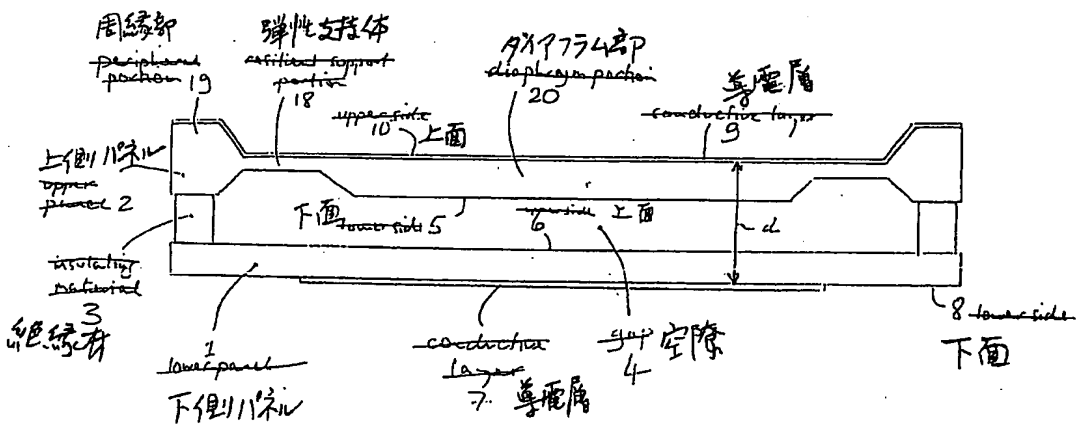 周縁部
peripheral
portion 19
弾性支持体
resilient support
portion
18
ダイアフラム部
diaphragm portion
20
導電層
conductive layer
9
upper side
10 上面
上側パネル
upper
panel 2
下面 lower side 5
upper side 上面
6
d
insulating
material
3
絶縁材
1
lower panel
下側パネル
conductive
layer
7 導電層
gap 空隙
4
8 lower side
下面